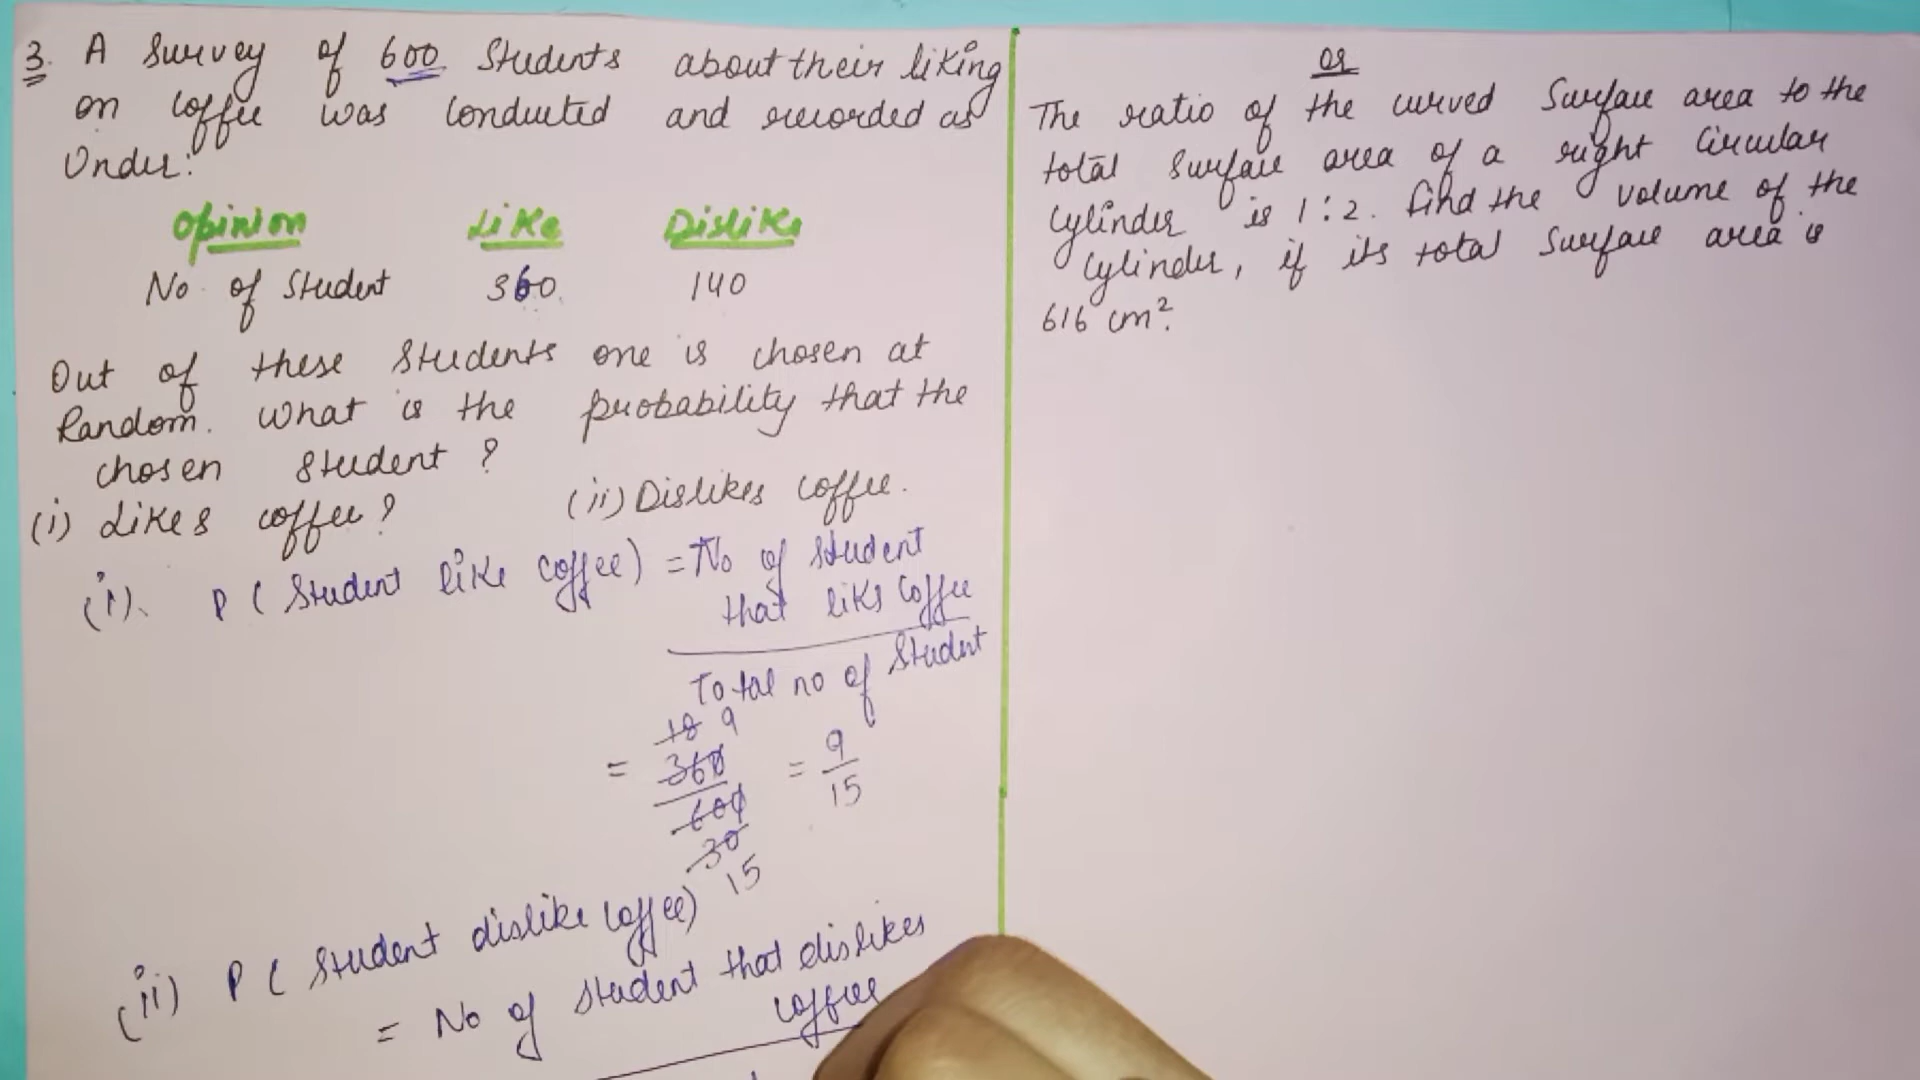 3. A Survey of 600 Students about their liking
on Coffee was Conducted and recorded as
Under:
Opinion Like Dislike
No. of Student 360 140
Out of these Students one is chosen at
Random. What is the probability that the
chosen Student?
(i) Likes coffee? (ii) Dislikes Coffee.
(i). P (Student like coffee) = No of Student
that likes Coffee
Total no of Student
18 9
= 360 = 9
600 15
30
15
(ii) P (Student dislike Coffee)
= No of Student that dislikes
Coffee
or
The ratio of the curved Surface area to the
total Surface area of a right Circular
Cylinder is 1:2. find the volume of the
Cylinder, if its total Surface area is
616 cm².